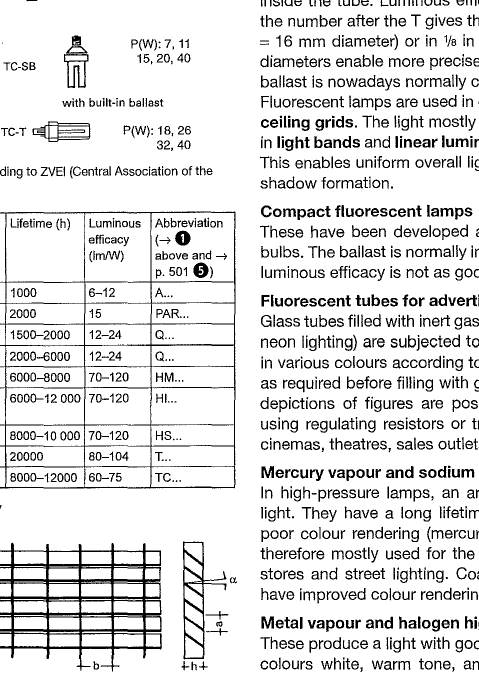 TC-SB
P(W): 7, 11
15, 20, 40
with built-in ballast
TC-T
P(W): 18, 26
32, 40
ding to ZVEI (Central Association of the
Lifetime (h) Luminous efficacy (lm/W) Abbreviation (→ 1 above and → p. 501 5)
1000 6–12 A...
2000 15 PAR...
1500–2000 12–24 Q...
2000–6000 12–24 Q...
6000–8000 70–120 HM...
6000–12 000 70–120 HI...
8000–10 000 70–120 HS...
20000 80–104 T...
8000–12000 60–75 TC...
α
a
b
h
inside the tube. Luminous effi
the number after the T gives th
= 16 mm diameter) or in 1/8 in
diameters enable more precise
ballast is nowadays normally c
Fluorescent lamps are used in
ceiling grids. The light mostly
in light bands and linear lumin
This enables uniform overall lig
shadow formation.
Compact fluorescent lamps
These have been developed a
bulbs. The ballast is normally in
luminous efficacy is not as goo
Fluorescent tubes for adverti
Glass tubes filled with inert gas
neon lighting) are subjected to
in various colours according to
as required before filling with g
depictions of figures are pos
using regulating resistors or tr
cinemas, theatres, sales outlet
Mercury vapour and sodium
In high-pressure lamps, an ar
light. They have a long lifetim
poor colour rendering (mercur
therefore mostly used for the
stores and street lighting. Coa
have improved colour renderin
Metal vapour and halogen hig
These produce a light with goo
colours white, warm tone, an